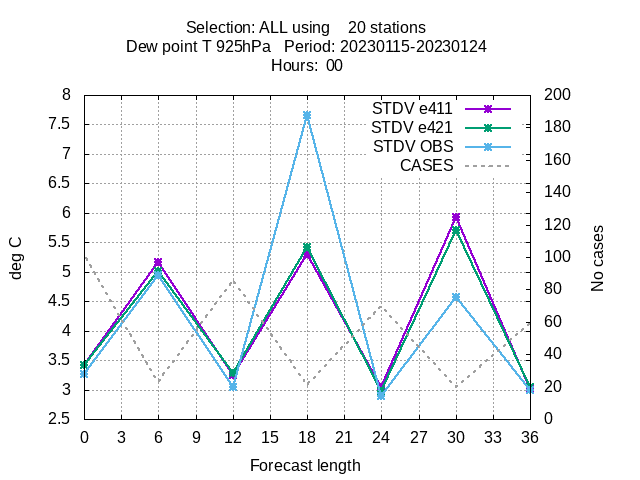 Selection: ALL using    20 stations
Dew point T 925hPa   Period: 20230115-20230124
Hours:  00
STDV e411
STDV e421
STDV OBS
CASES
8
7.5
7
6.5
6
5.5
5
4.5
4
3.5
3
2.5
deg C
200
180
160
140
120
100
80
60
40
20
0
No cases
0 3 6 9 12 15 18 21 24 27 30 33 36
Forecast length